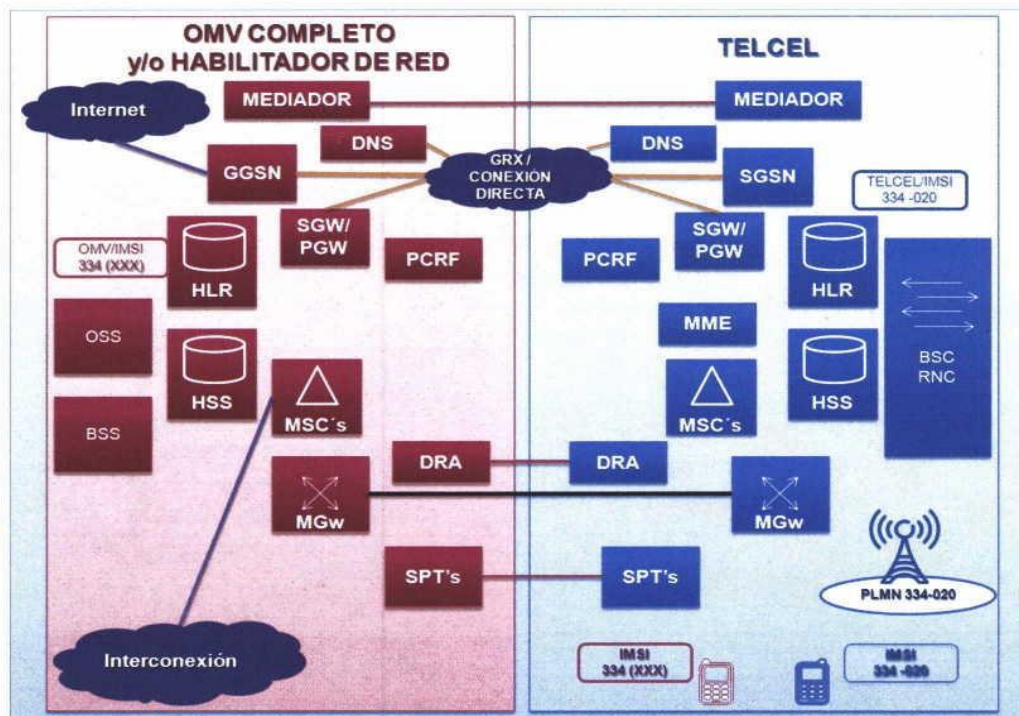 OMV COMPLETO
y/o HABILITADOR DE RED
Internet
MEDIADOR
DNS
GGSN
GRX /
CONEXIÓN
DIRECTA
SGW/
PGW
PCRF
OMV/IMSI
334 (XXX)
HLR
OSS
HSS
BSS
MSC´s
DRA
MGw
SPT's
Interconexión
TELCEL
MEDIADOR
DNS
SGSN
TELCEL/IMSI
334 -020
SGW/
PGW
PCRF
HLR
MME
BSC
RNC
HSS
MSC´s
DRA
MGw
SPT's
PLMN 334-020
IMSI
334 (XXX)
IMSI
334 -020